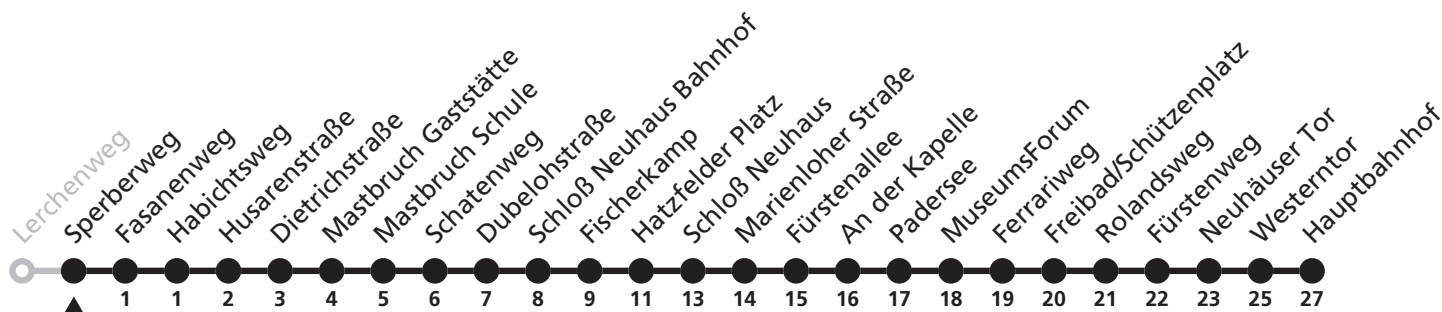 Lerchenweg
Sperberweg
Fasanenweg
Habichtsweg
Husarenstraße
Dietrichstraße
Mastbruch Gaststätte
Mastbruch Schule
Schatenweg
Dubelohstraße
Schloß Neuhaus Bahnhof
Fischerkamp
Hatzfelder Platz
Schloß Neuhaus
Marienloher Straße
Fürstenallee
An der Kapelle
Padersee
MuseumsForum
Ferrariweg
Freibad/Schützenplatz
Rolandsweg
Fürstenweg
Neuhäuser Tor
Westerntor
Hauptbahnhof
1 1 2 3 4 5 6 7 8 9 11 13 14 15 16 17 18 19 20 21 22 23 25 27